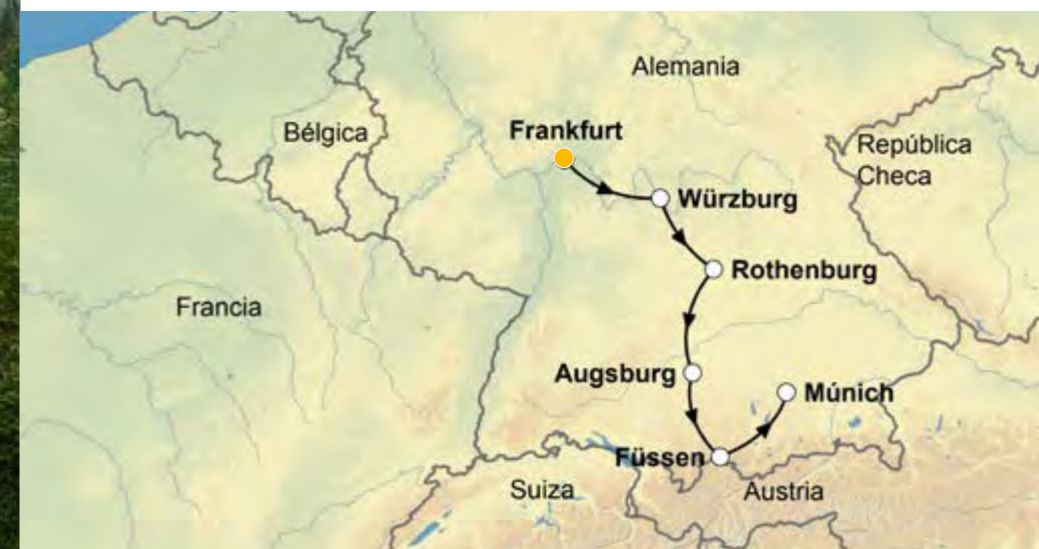 Alemania
Frankfurt
Bélgica
República
Checa
Würzburg
Rothenburg
Francia
Augsburg
Múnich
Füssen
Suiza
Austria